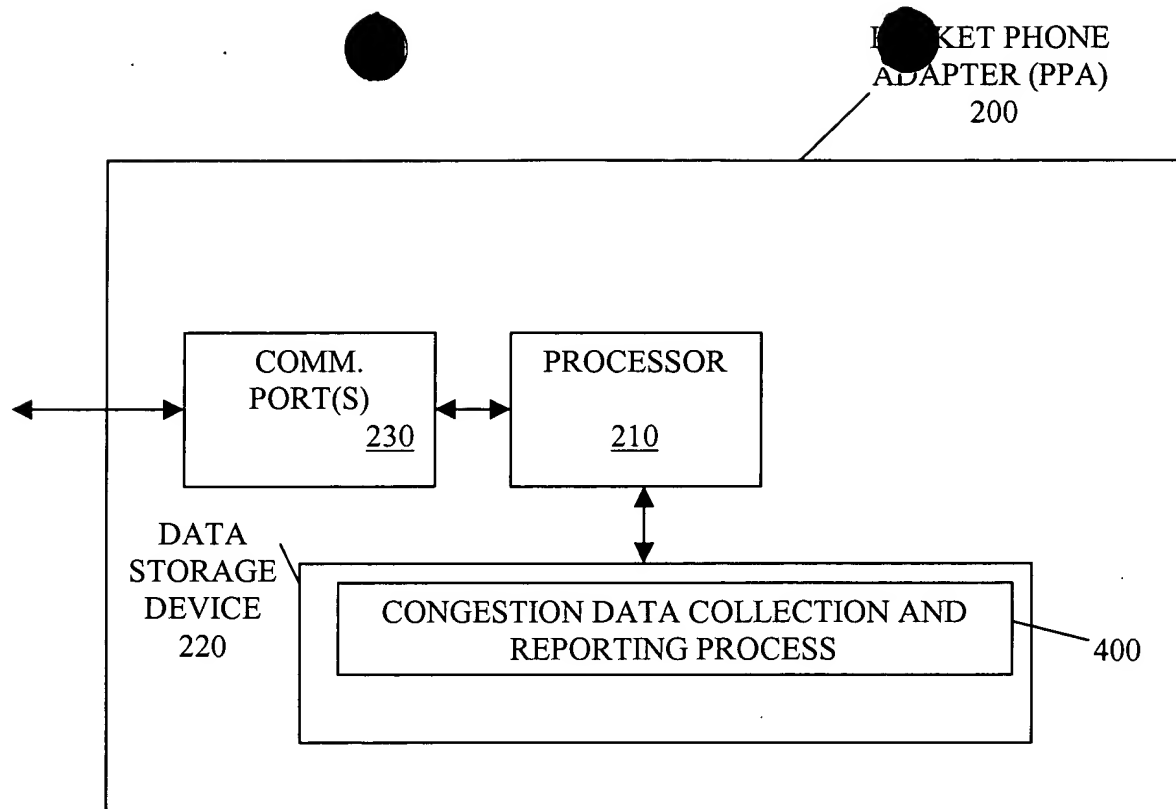 PHONE
ADAPTER (PPA)
200
COMM.
PORT(S)
230
PROCESSOR
210
DATA
STORAGE
DEVICE
220
CONGESTION DATA COLLECTION AND
REPORTING PROCESS
400